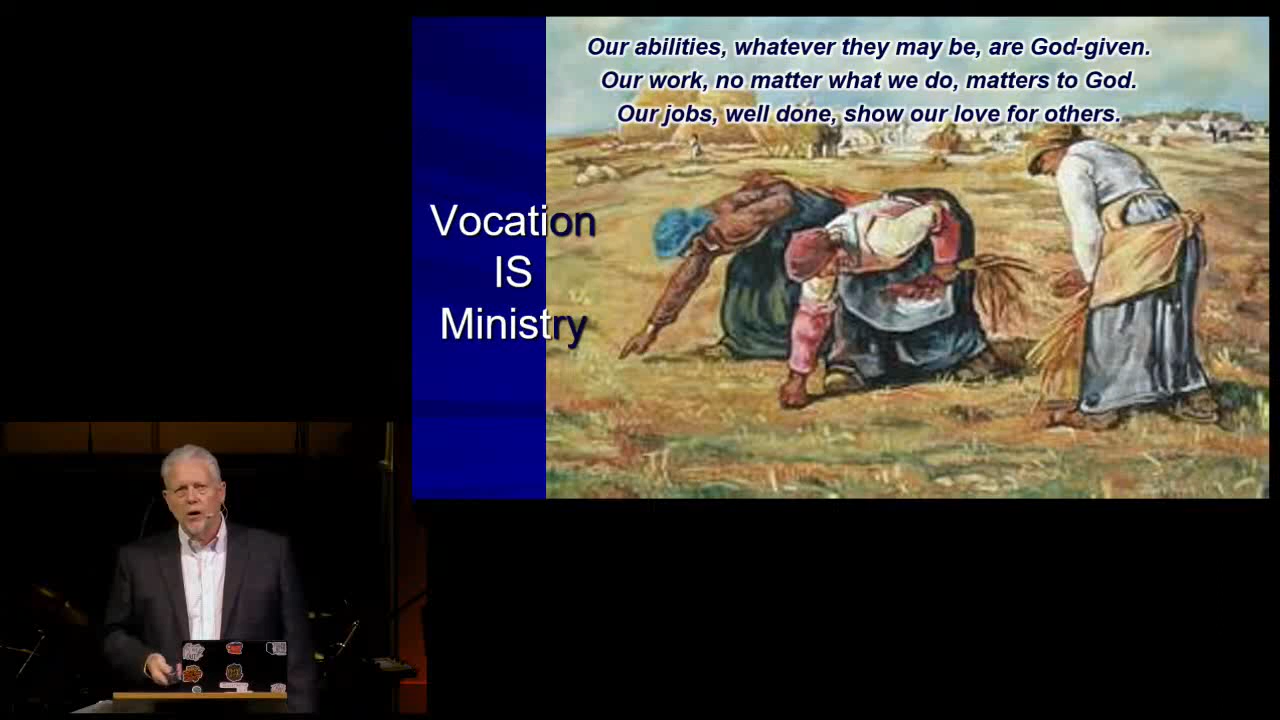 Our abilities, whatever they may be, are God-given.
Our work, no matter what we do, matters to God.
Our jobs, well done, show our love for others.
Vocation
IS
Ministry